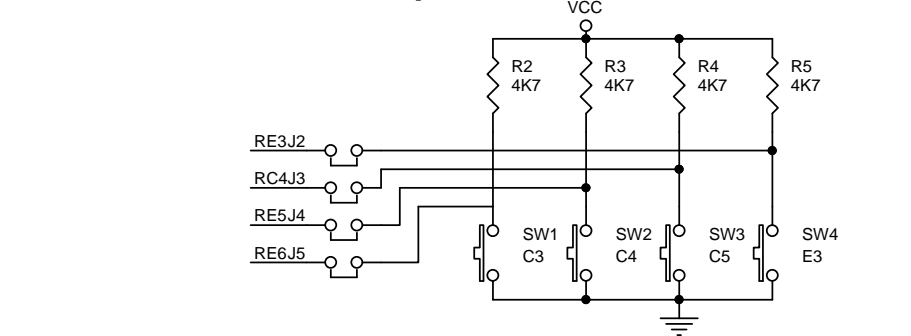 VCC
R2
4K7
R3
4K7
R4
4K7
R5
4K7
RE3J2
RC4J3
RE5J4
RE6J5
SW1
C3
SW2
C4
SW3
C5
SW4
E3